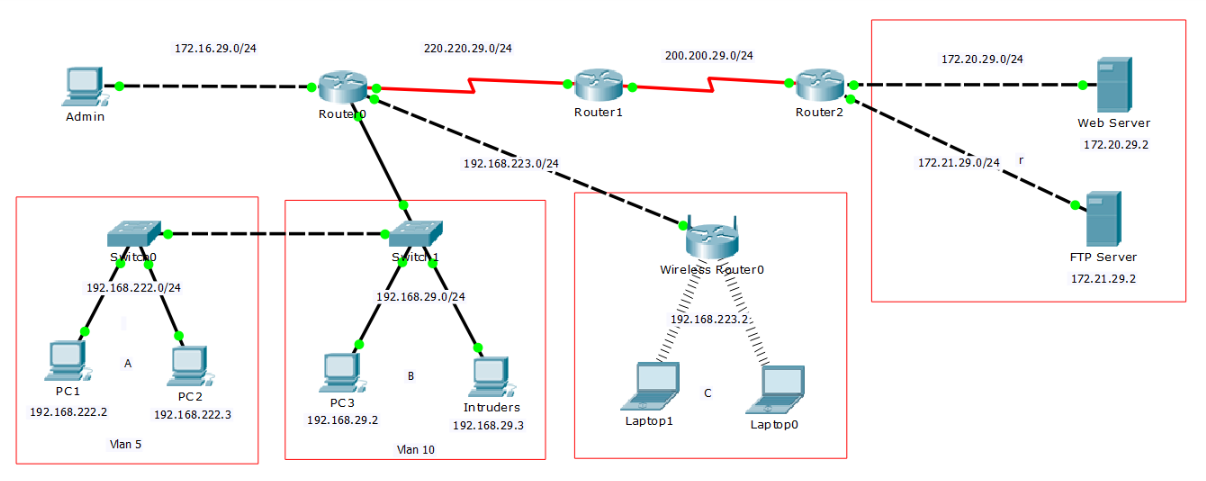 172.16.29.0/24
220.220.29.0/24
200.200.29.0/24
172.20.29.0/24
Admin
Router0
Router1
Router2
Web Server
172.20.29.2
192.168.223.0/24
172.21.29.0/24
r
Switch0
Switch1
Wireless Router0
FTP Server
172.21.29.2
192.168.222.0/24
192.168.29.0/24
192.168.223.2
A
B
C
PC1
192.168.222.2
PC2
192.168.222.3
PC3
192.168.29.2
Intruders
192.168.29.3
Laptop1
Laptop0
Vlan 5
Vlan 10